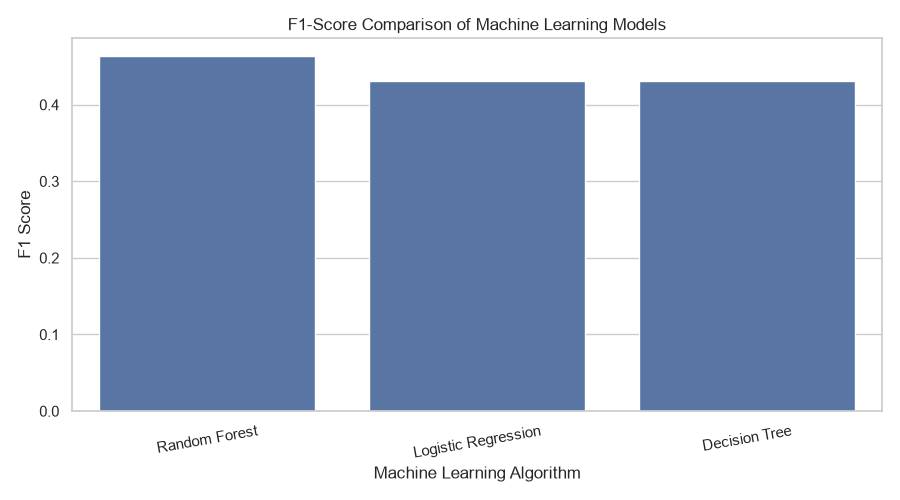 F1-Score Comparison of Machine Learning Models
F1 Score
0.4
0.3
0.2
0.1
0.0
Random Forest
Logistic Regression
Decision Tree
Machine Learning Algorithm